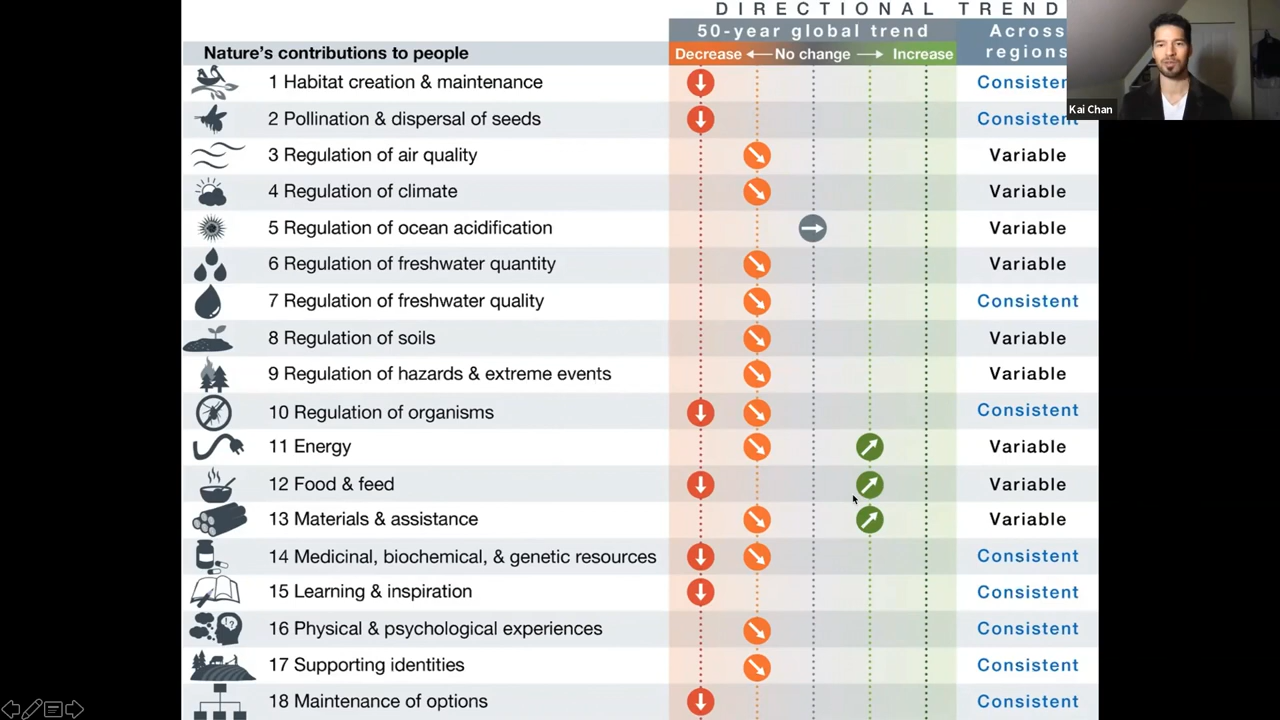 DIRECTIONAL TREND
50-year global trend
Across regions
Nature's contributions to people
Decrease ← No change → Increase
1 Habitat creation & maintenance
Consisten
2 Pollination & dispersal of seeds
Consistent
3 Regulation of air quality
Variable
4 Regulation of climate
Variable
5 Regulation of ocean acidification
Variable
6 Regulation of freshwater quantity
Variable
7 Regulation of freshwater quality
Consistent
8 Regulation of soils
Variable
9 Regulation of hazards & extreme events
Variable
10 Regulation of organisms
Consistent
11 Energy
Variable
12 Food & feed
Variable
13 Materials & assistance
Variable
14 Medicinal, biochemical, & genetic resources
Consistent
15 Learning & inspiration
Consistent
16 Physical & psychological experiences
Consistent
17 Supporting identities
Consistent
18 Maintenance of options
Consistent
Kai Chan